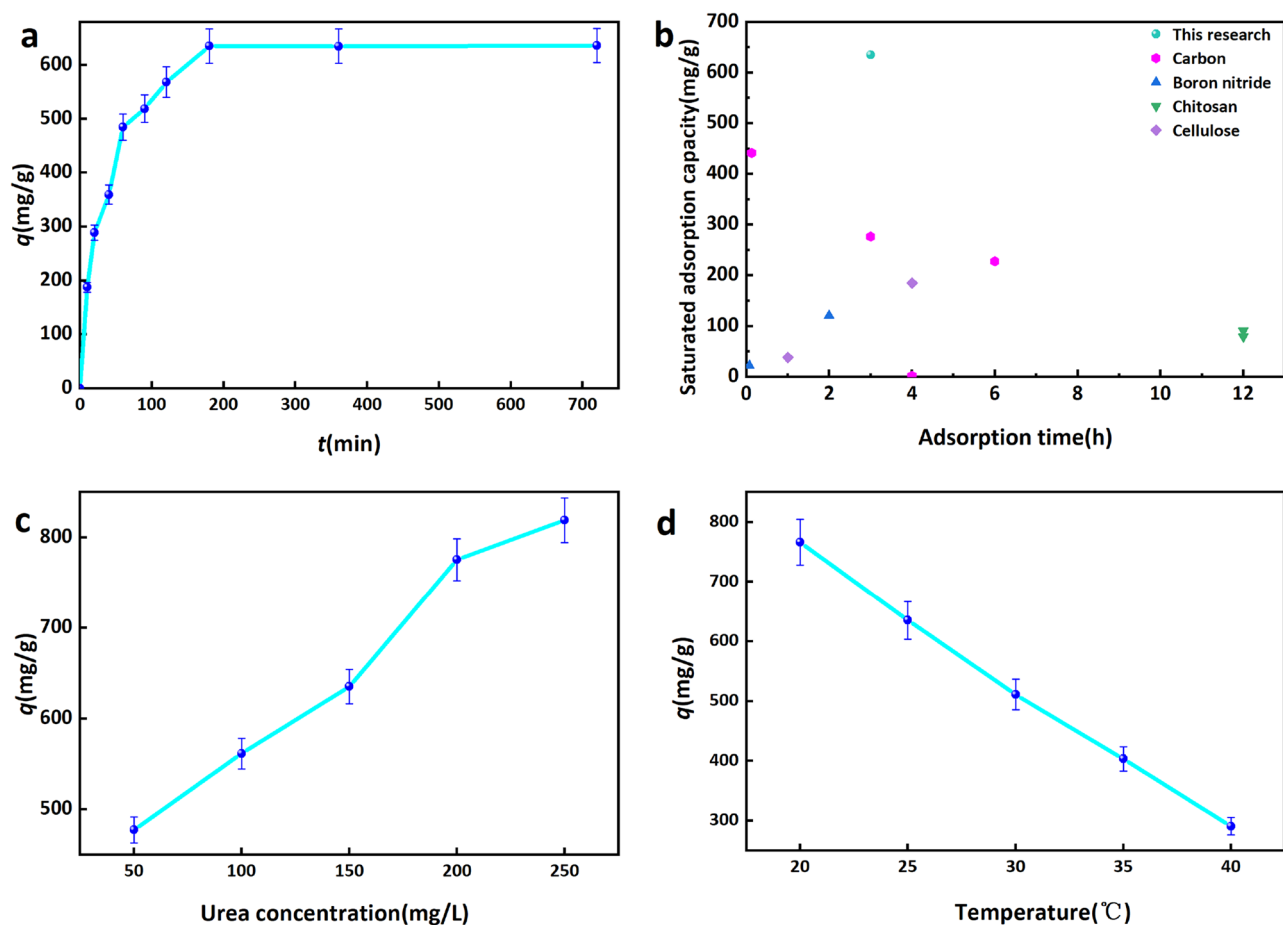 a
q(mg/g)
600
500
400
300
200
100
0
0 100 200 300 400 500 600 700
t(min)
b
Saturated adsorption capacity(mg/g)
700
600
500
400
300
200
100
0
0 2 4 6 8 10 12
Adsorption time(h)
This research
Carbon
Boron nitride
Chitosan
Cellulose
c
q(mg/g)
800
700
600
500
50 100 150 200 250
Urea concentration(mg/L)
d
q(mg/g)
800
700
600
500
400
300
20 25 30 35 40
Temperature(℃)